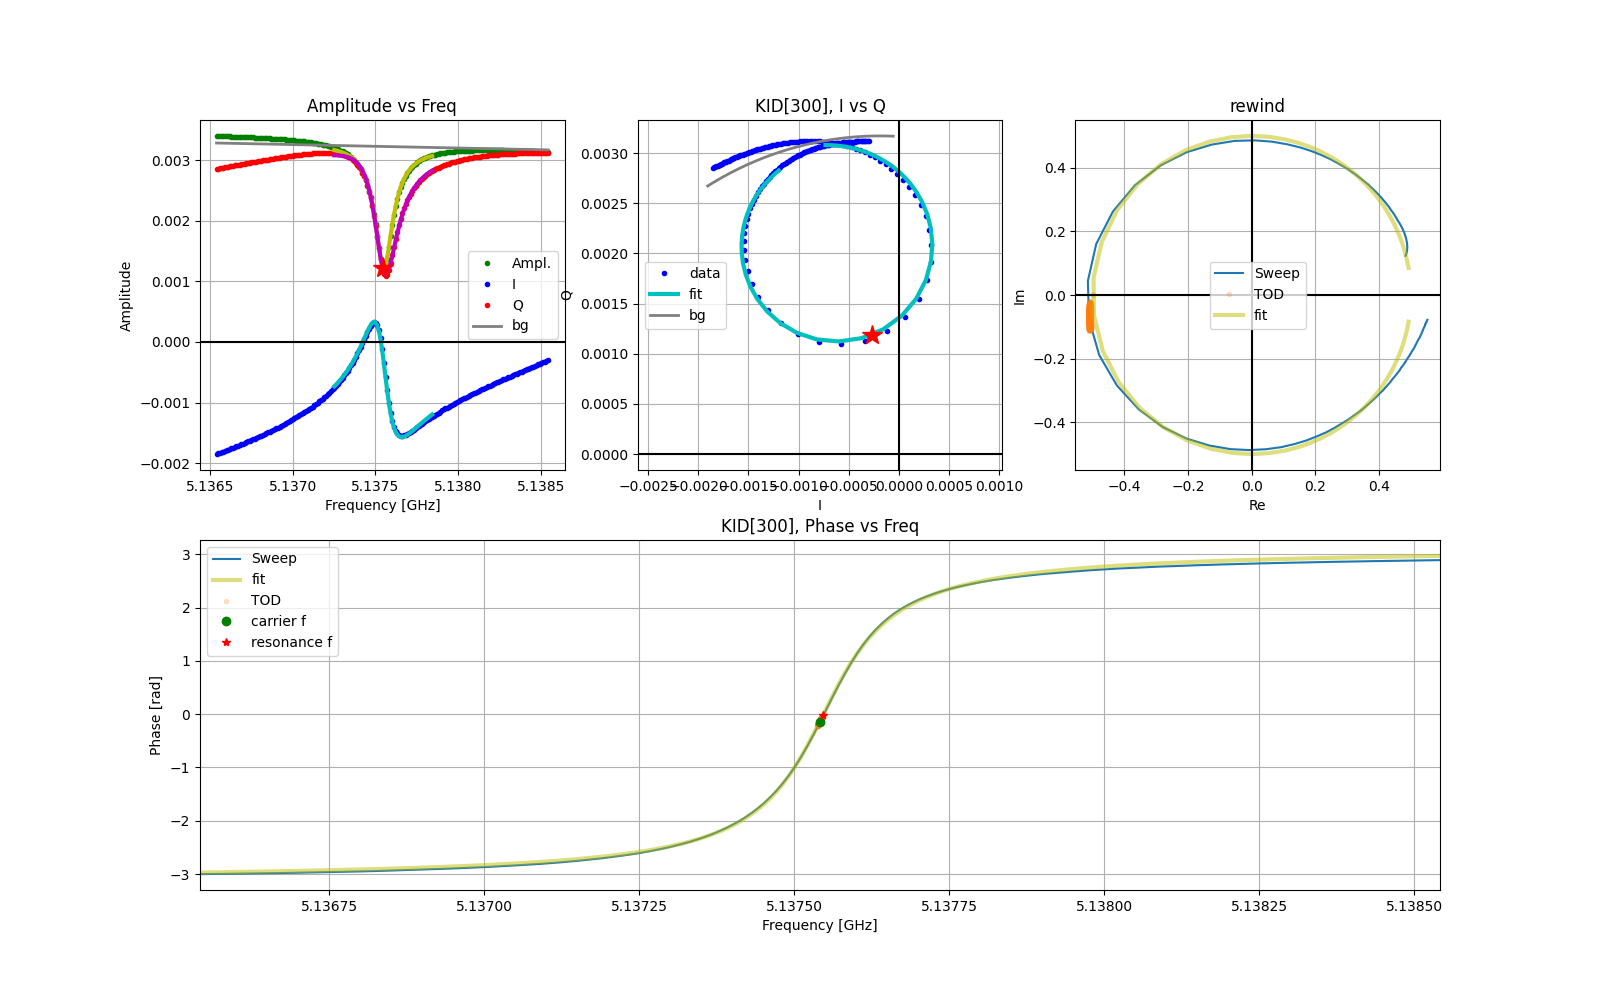 Amplitude vs Freq
Amplitude
0.003
0.002
0.001
0.000
−0.001
−0.002
Ampl.
I
Q
bg
5.1365
5.1370
5.1375
5.1380
5.1385
Frequency [GHz]
KID[300], I vs Q
Q
0.0030
0.0025
0.0020
0.0015
0.0010
0.0005
0.0000
data
fit
bg
−0.0025
−0.0020
−0.0015
−0.0010
−0.0005
0.0000
0.0005
0.0010
I
rewind
Im
0.4
0.2
0.0
−0.2
−0.4
Sweep
TOD
fit
−0.4
−0.2
0.0
0.2
0.4
Re
KID[300], Phase vs Freq
Phase [rad]
3
2
1
0
−1
−2
−3
Sweep
fit
TOD
carrier f
resonance f
5.13675
5.13700
5.13725
5.13750
5.13775
5.13800
5.13825
5.13850
Frequency [GHz]